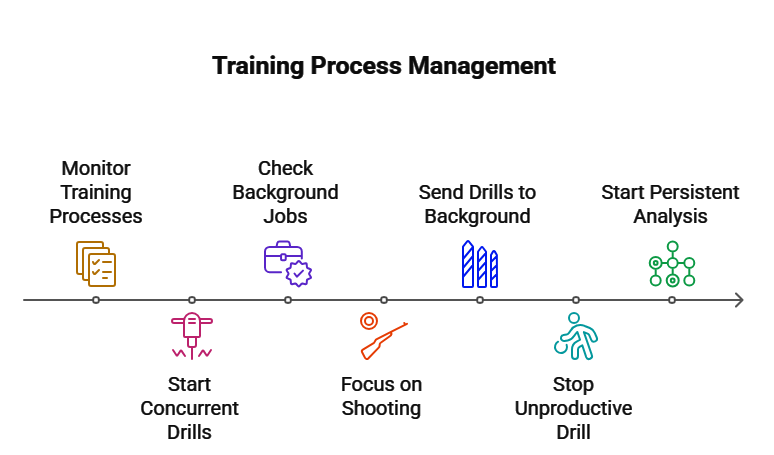 Training Process Management
Monitor
Training
Processes
Start
Concurrent
Drills
Check
Background
Jobs
Focus on
Shooting
Send Drills to
Background
Stop
Unproductive
Drill
Start Persistent
Analysis